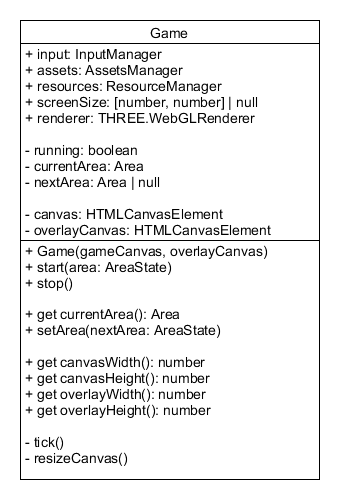 Game
+ input: InputManager
+ assets: AssetsManager
+ resources: ResourceManager
+ screenSize: [number, number] | null
+ renderer: THREE.WebGLRenderer
- running: boolean
- currentArea: Area
- nextArea: Area | null
- canvas: HTMLCanvasElement
- overlayCanvas: HTMLCanvasElement
+ Game(gameCanvas, overlayCanvas)
+ start(area: AreaState)
+ stop()
+ get currentArea(): Area
+ setArea(nextArea: AreaState)
+ get canvasWidth(): number
+ get canvasHeight(): number
+ get overlayWidth(): number
+ get overlayHeight(): number
- tick()
- resizeCanvas()